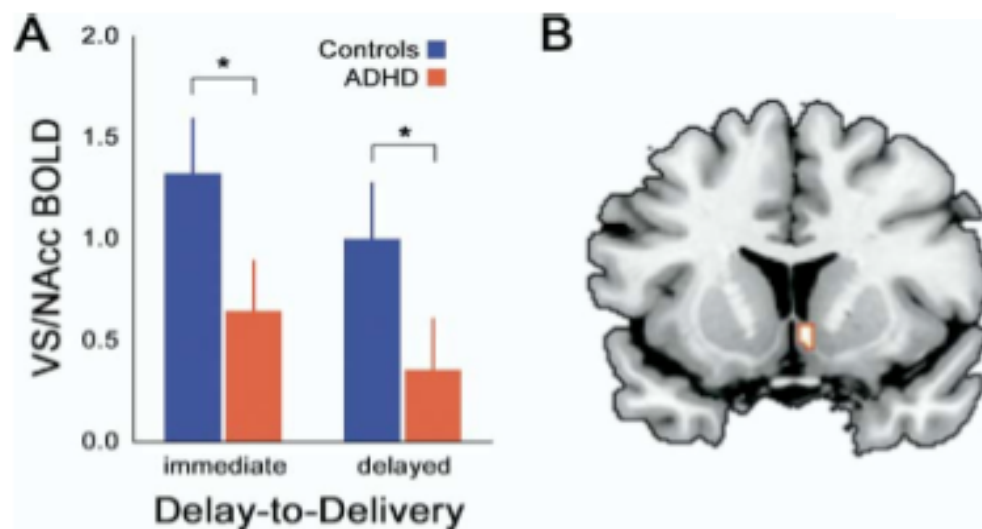 A
B
2.0
Controls
ADHD
*
*
1.5
1.0
0.5
0.0
VS/NAcc BOLD
immediate
delayed
Delay-to-Delivery